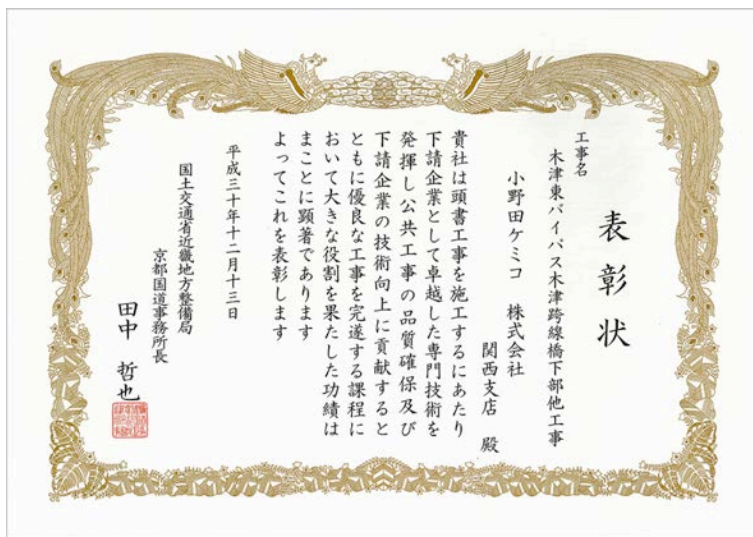 表彰状
工事名
木津東バイパス木津跨線橋下部他工事
小野田ケミコ 株式会社
関西支店 殿
貴社は頭書工事を施工するにあたり
下請企業として卓越した専門技術を
発揮し公共工事の品質確保及び
下請企業の技術向上に貢献すると
ともに優良な工事を完遂する課程に
おいて大きな役割を果たした功績は
まことに顕著であります
よってこれを表彰します
平成三十年十二月十三日
国土交通省近畿地方整備局
京都国道事務所長
田中 哲也